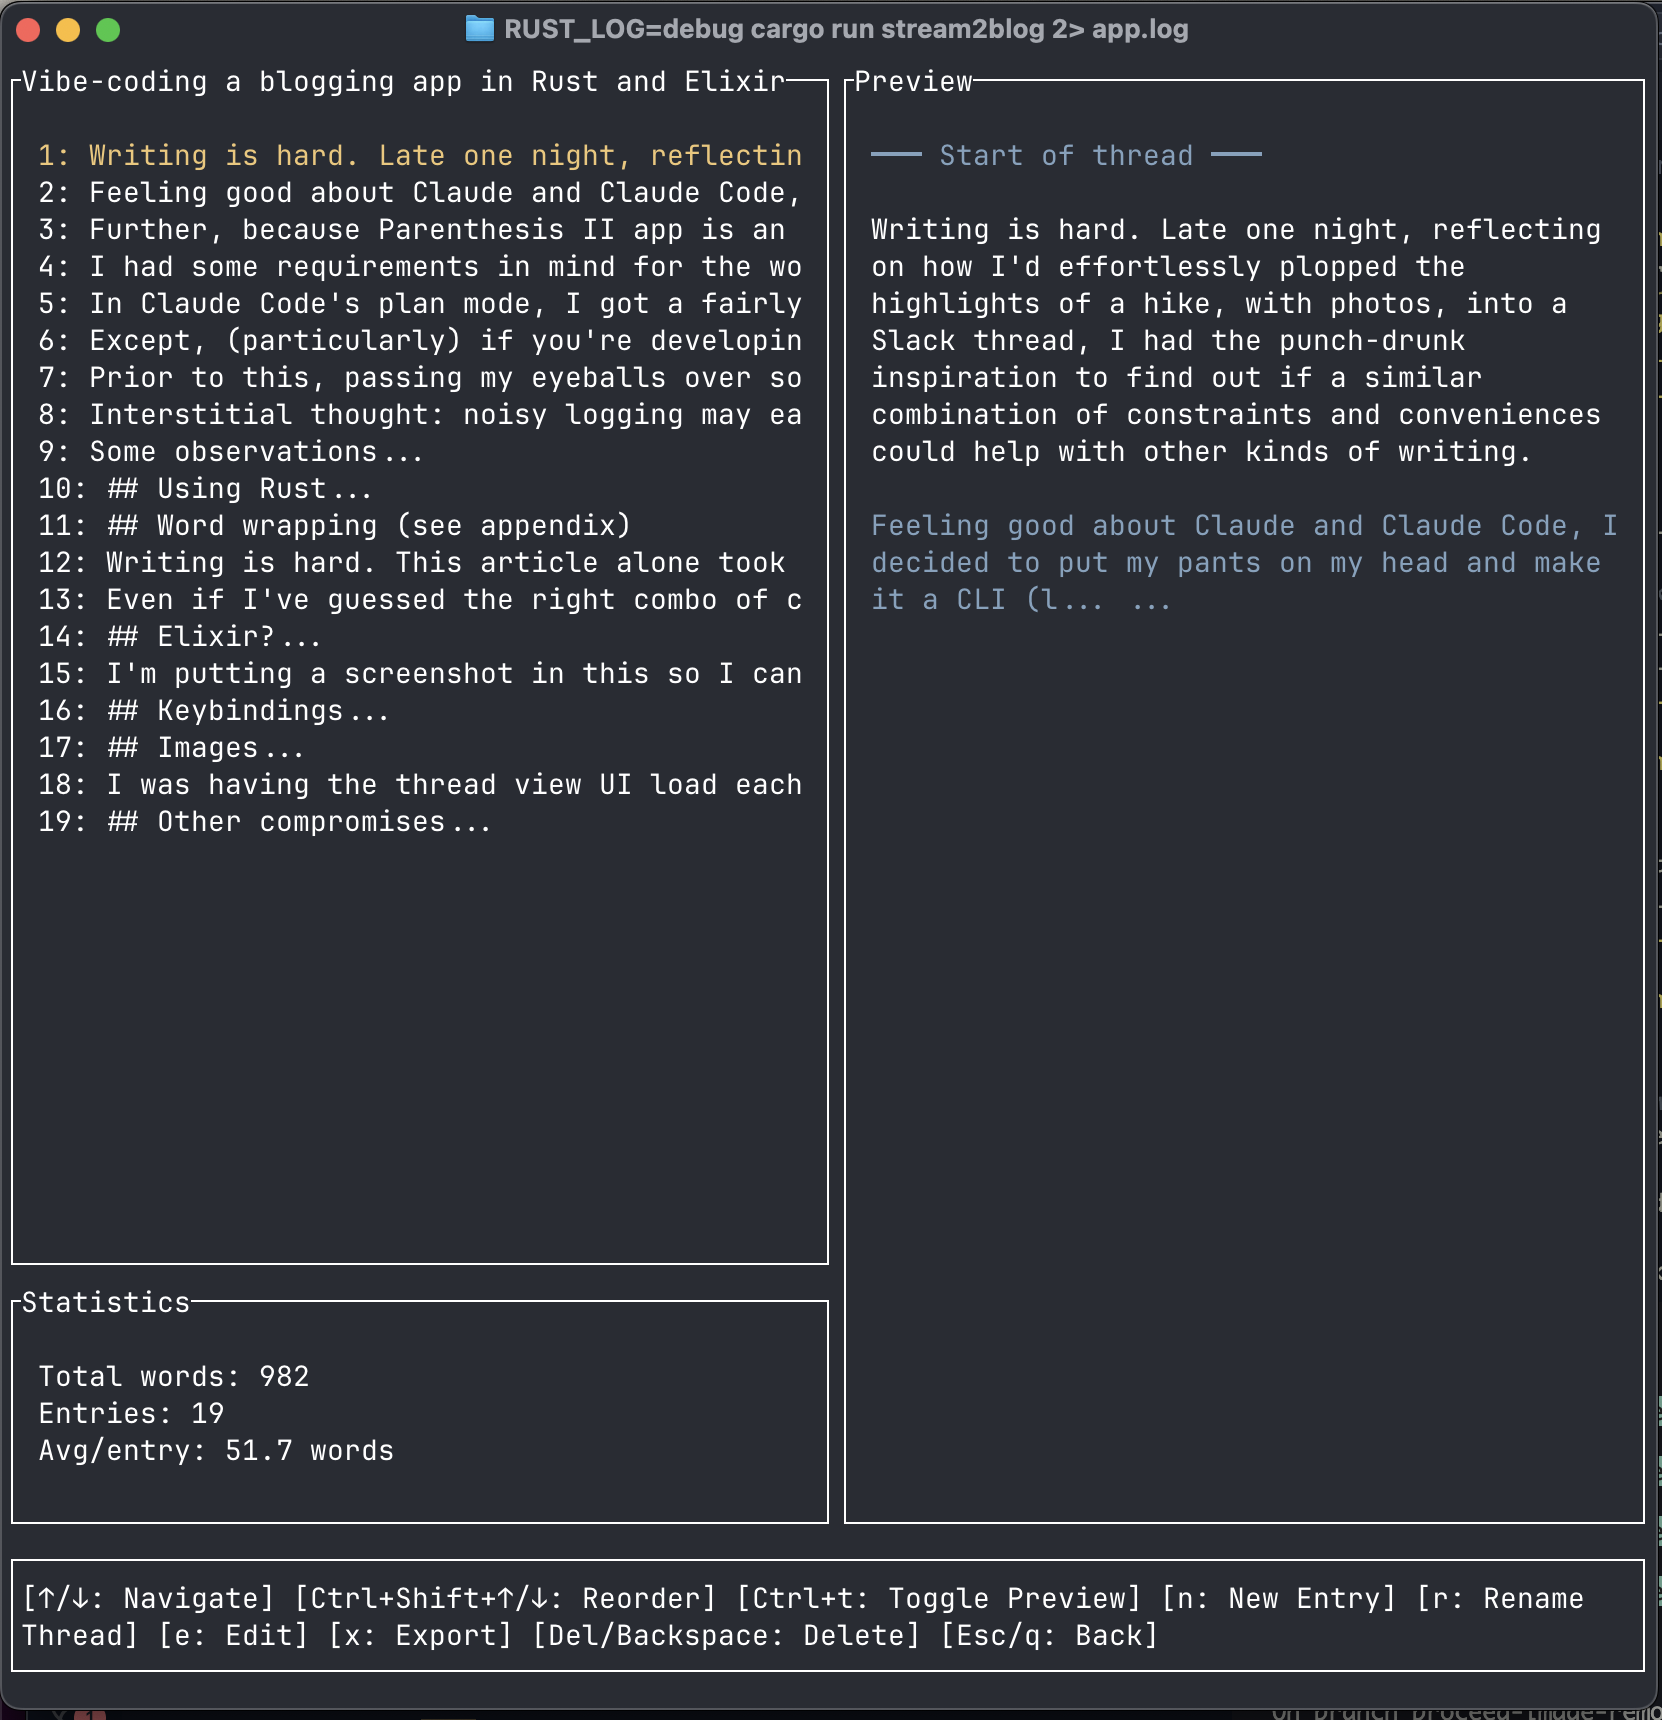 RUST_LOG=debug cargo run stream2blog 2> app.log
Vibe-coding a blogging app in Rust and Elixir
1: Writing is hard. Late one night, reflectin
2: Feeling good about Claude and Claude Code,
3: Further, because Parenthesis II app is an
4: I had some requirements in mind for the wo
5: In Claude Code's plan mode, I got a fairly
6: Except, (particularly) if you're developin
7: Prior to this, passing my eyeballs over so
8: Interstitial thought: noisy logging may ea
9: Some observations...
10: ## Using Rust...
11: ## Word wrapping (see appendix)
12: Writing is hard. This article alone took
13: Even if I've guessed the right combo of c
14: ## Elixir?...
15: I'm putting a screenshot in this so I can
16: ## Keybindings...
17: ## Images...
18: I was having the thread view UI load each
19: ## Other compromises...
Statistics
Total words: 982
Entries: 19
Avg/entry: 51.7 words
Preview
─── Start of thread ───
Writing is hard. Late one night, reflecting
on how I'd effortlessly plopped the
highlights of a hike, with photos, into a
Slack thread, I had the punch-drunk
inspiration to find out if a similar
combination of constraints and conveniences
could help with other kinds of writing.
Feeling good about Claude and Claude Code, I
decided to put my pants on my head and make
it a CLI (l... ...
[↑/↓: Navigate] [Ctrl+Shift+↑/↓: Reorder] [Ctrl+t: Toggle Preview] [n: New Entry] [r: Rename
Thread] [e: Edit] [x: Export] [Del/Backspace: Delete] [Esc/q: Back]